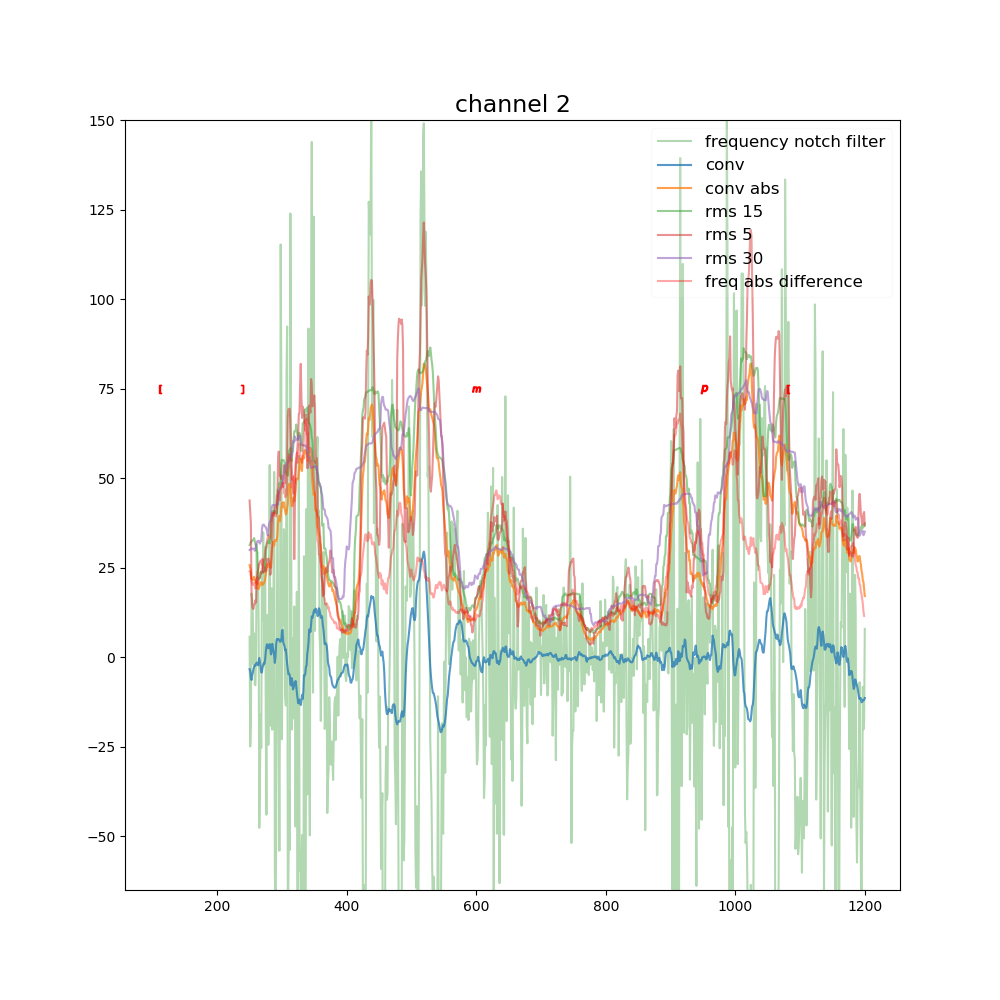 channel 2
150
125
100
75
50
25
0
−25
−50
frequency notch filter
conv
conv abs
rms 15
rms 5
rms 30
freq abs difference
[ ] m p [
200 400 600 800 1000 1200